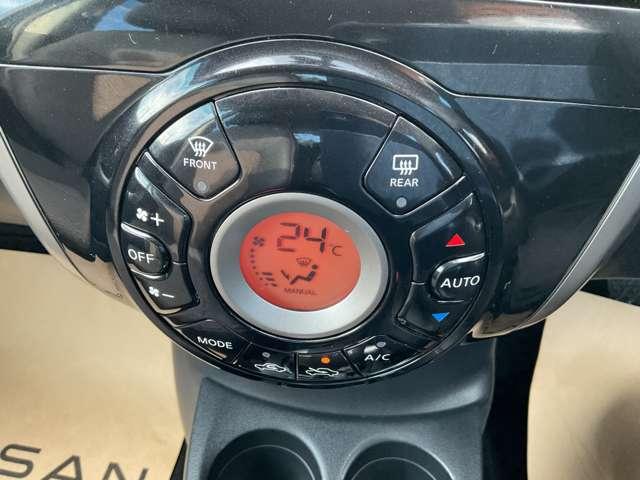 FRONT
REAR
+
OFF
-
24°C
MANUAL
AUTO
MODE
A/C
SAN